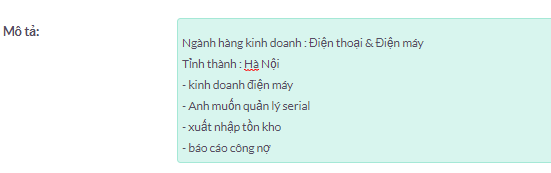 Mô tả:
Ngành hàng kinh doanh : Điện thoại & Điện máy
Tỉnh thành : Hà Nội
- kinh doanh điện máy
- Anh muốn quản lý serial
- xuất nhập tồn kho
- báo cáo công nợ